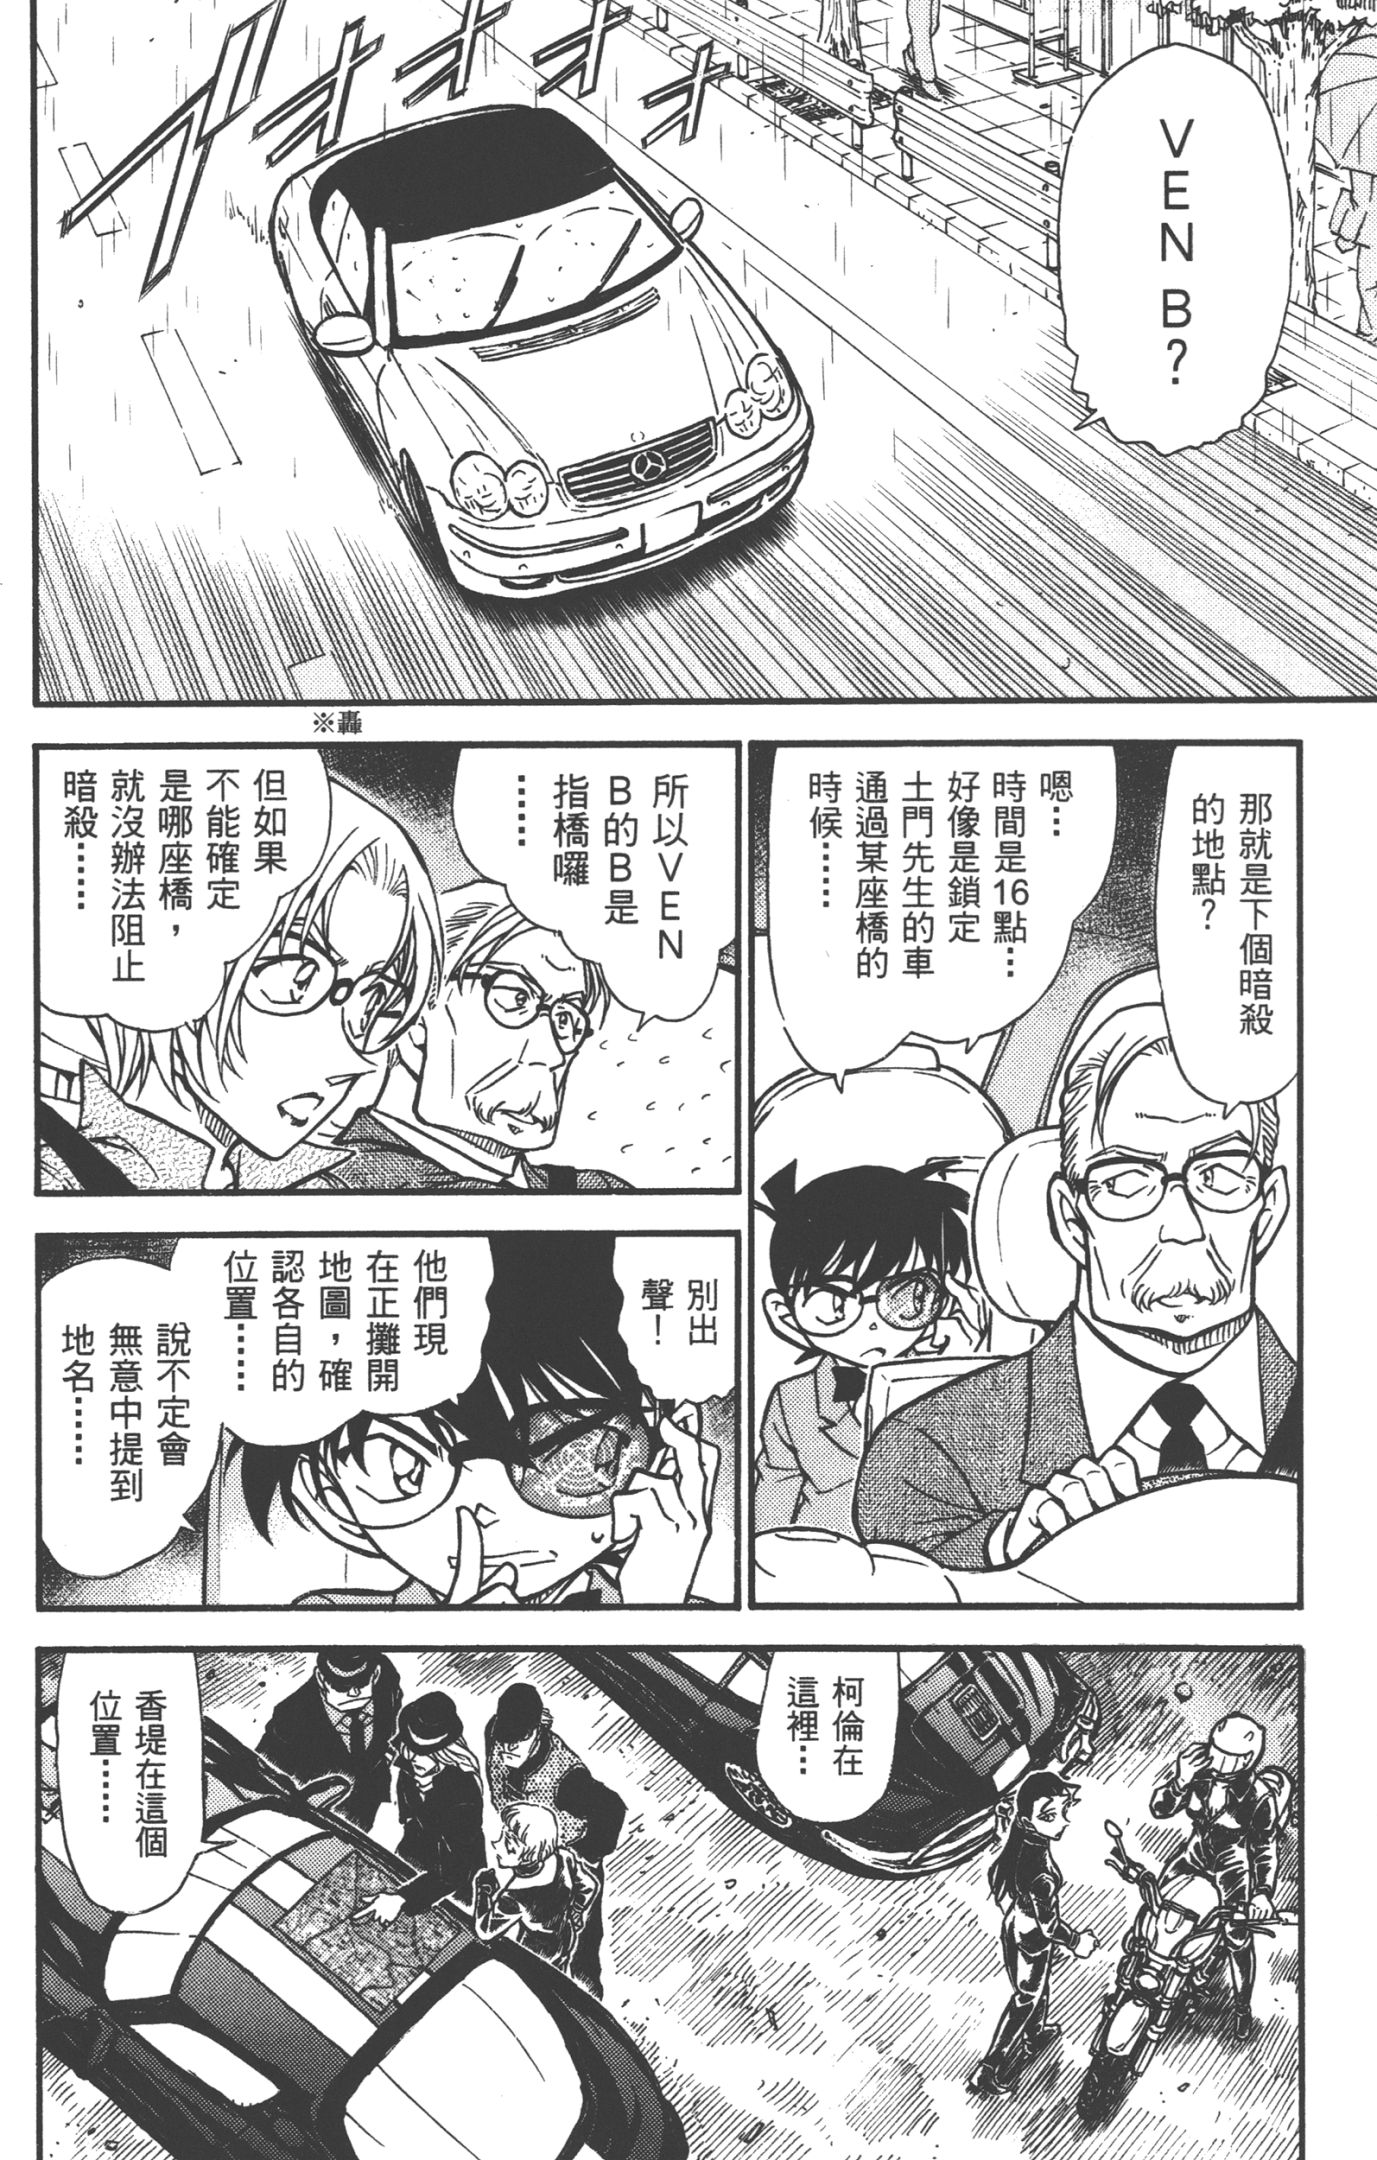 VEN B?
ゴオオオオ
※轟
那就是下個暗殺
的地點?
嗯…
時間是16點…
好像是鎖定
土門先生的車
通過某座橋的
時候……
所以VEN
B的B是
指橋囉
……
但如果
不能確定
是哪座橋，
就沒辦法阻止
暗殺……
別出
聲!
他們現
在正攤開
地圖，確
認各自的
位置……
說不定會
無意中提到
地名……
柯倫在
這裡…
香堤在這個
位置……